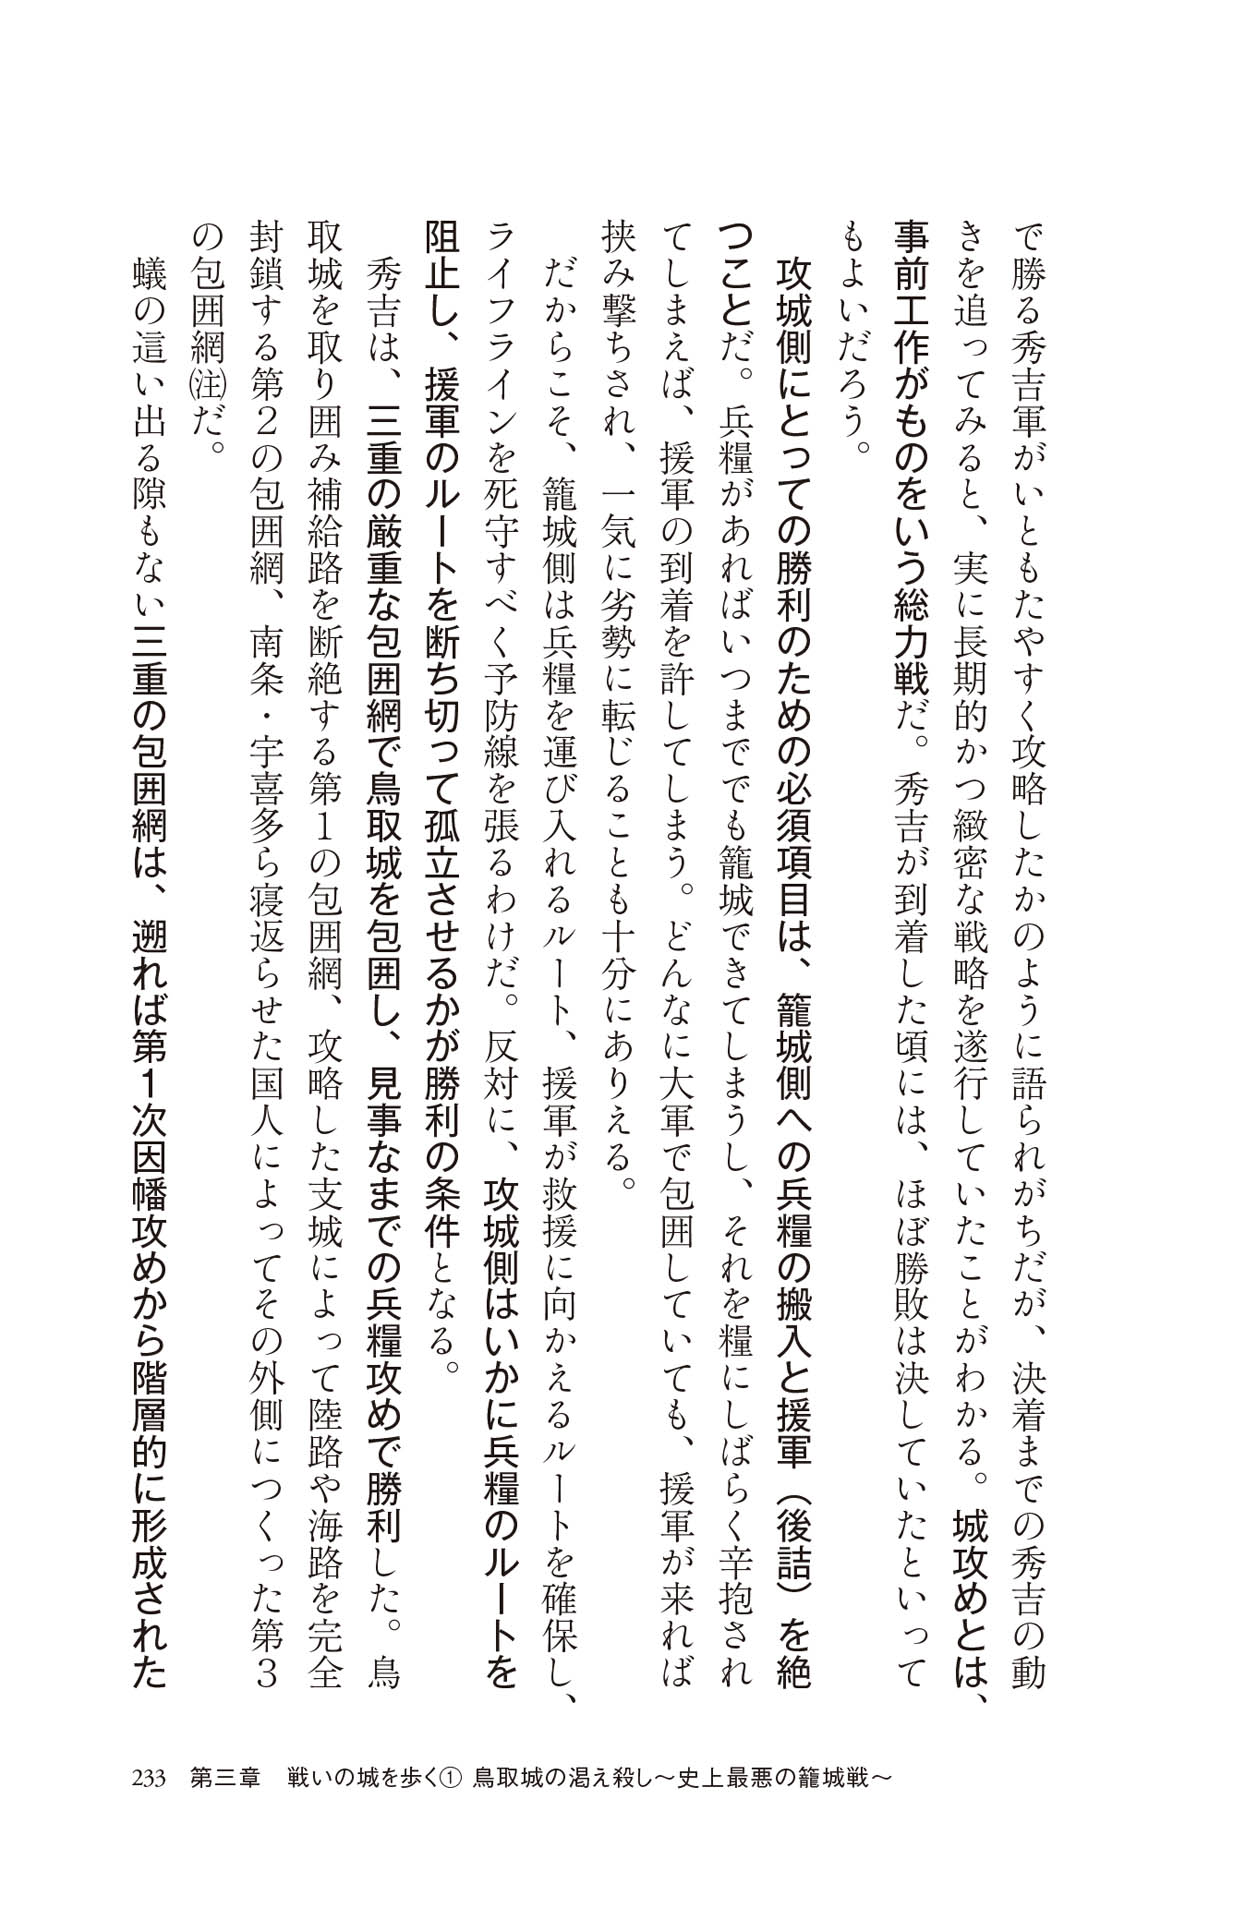 で勝る秀吉軍がいともたやすく攻略したかのように語られがちだが、決着までの秀吉の動
きを追ってみると、実に長期的かつ緻密な戦略を遂行していたことがわかる。城攻めとは、
事前工作がものをいう総力戦だ。秀吉が到着した頃には、ほぼ勝敗は決していたといって
もよいだろう。
攻城側にとっての勝利のための必須項目は、籠城側への兵糧の搬入と援軍（後詰）を絶
つことだ。兵糧があればいつまででも籠城できてしまうし、それを糧にしばらく辛抱され
てしまえば、援軍の到着を許してしまう。どんなに大軍で包囲していても、援軍が来れば
挟み撃ちされ、一気に劣勢に転じることも十分にありえる。
だからこそ、籠城側は兵糧を運び入れるルート、援軍が救援に向かえるルートを確保し、
ライフラインを死守すべく予防線を張るわけだ。反対に、攻城側はいかに兵糧のルートを
阻止し、援軍のルートを断ち切って孤立させるかが勝利の条件となる。
秀吉は、三重の厳重な包囲網で鳥取城を包囲し、見事なまでの兵糧攻めで勝利した。鳥
取城を取り囲み補給路を断絶する第１の包囲網、攻略した支城によって陸路や海路を完全
封鎖する第２の包囲網、南条・宇喜多ら寝返らせた国人によってその外側につくった第３
の包囲網(注)だ。
蟻の這い出る隙もない三重の包囲網は、遡れば第１次因幡攻めから階層的に形成された
233 第三章 戦いの城を歩く① 鳥取城の渇え殺し〜史上最悪の籠城戦〜